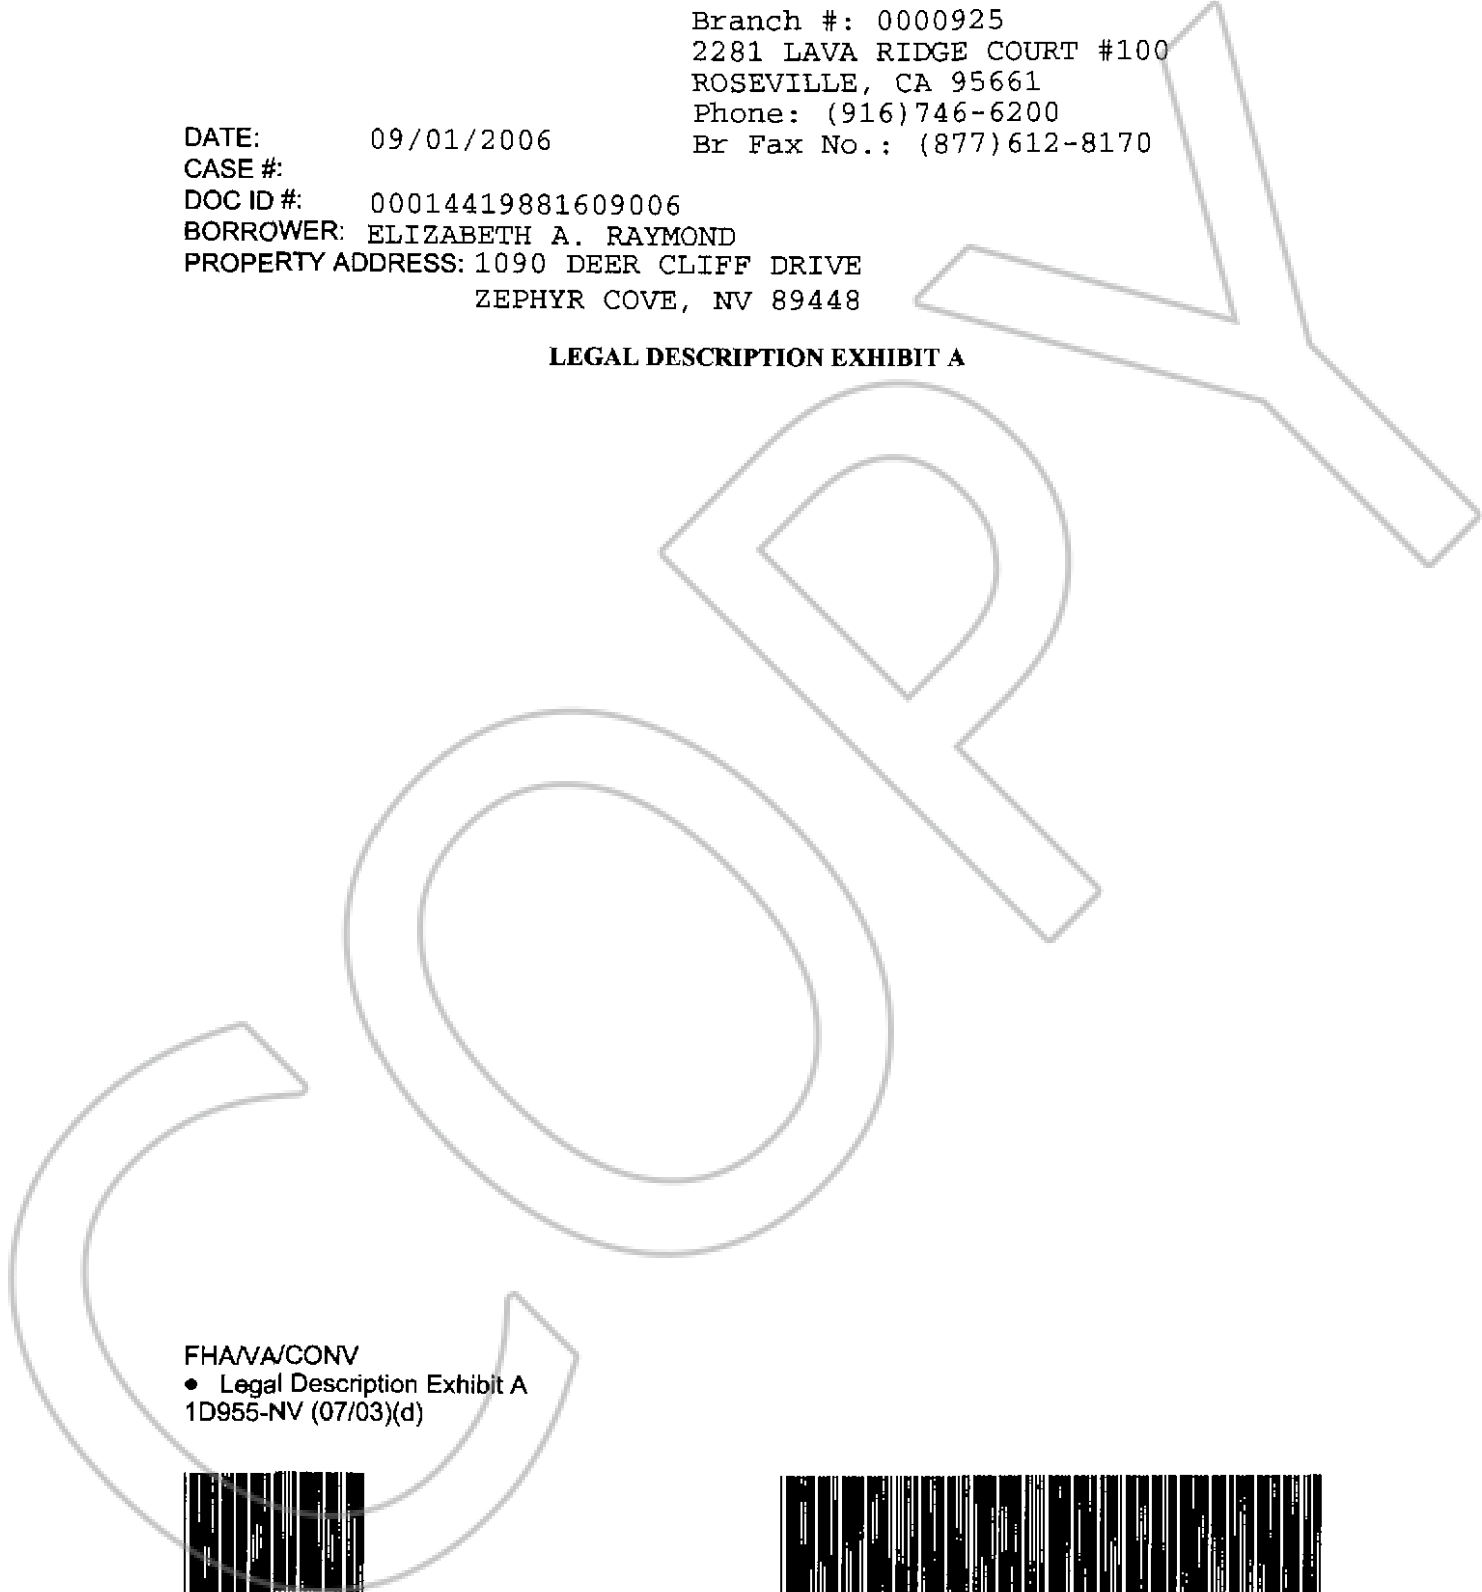 Branch #: 0000925
2281 LAVA RIDGE COURT #100
ROSEVILLE, CA 95661
Phone: (916)746-6200
Br Fax No.: (877)612-8170
DATE: 09/01/2006
CASE #:
DOC ID #: 00014419881609006
BORROWER: ELIZABETH A. RAYMOND
PROPERTY ADDRESS: 1090 DEER CLIFF DRIVE
ZEPHYR COVE, NV 89448
LEGAL DESCRIPTION EXHIBIT A
COPY
FHA/VA/CONV
• Legal Description Exhibit A
1D955-NV (07/03)(d)